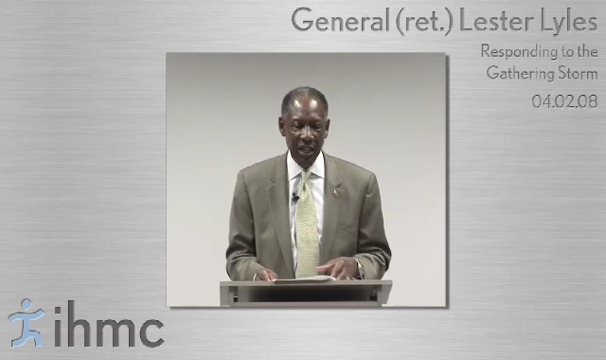 General (ret.) Lester Lyles
Responding to the
Gathering Storm
04.02.08
ihmc